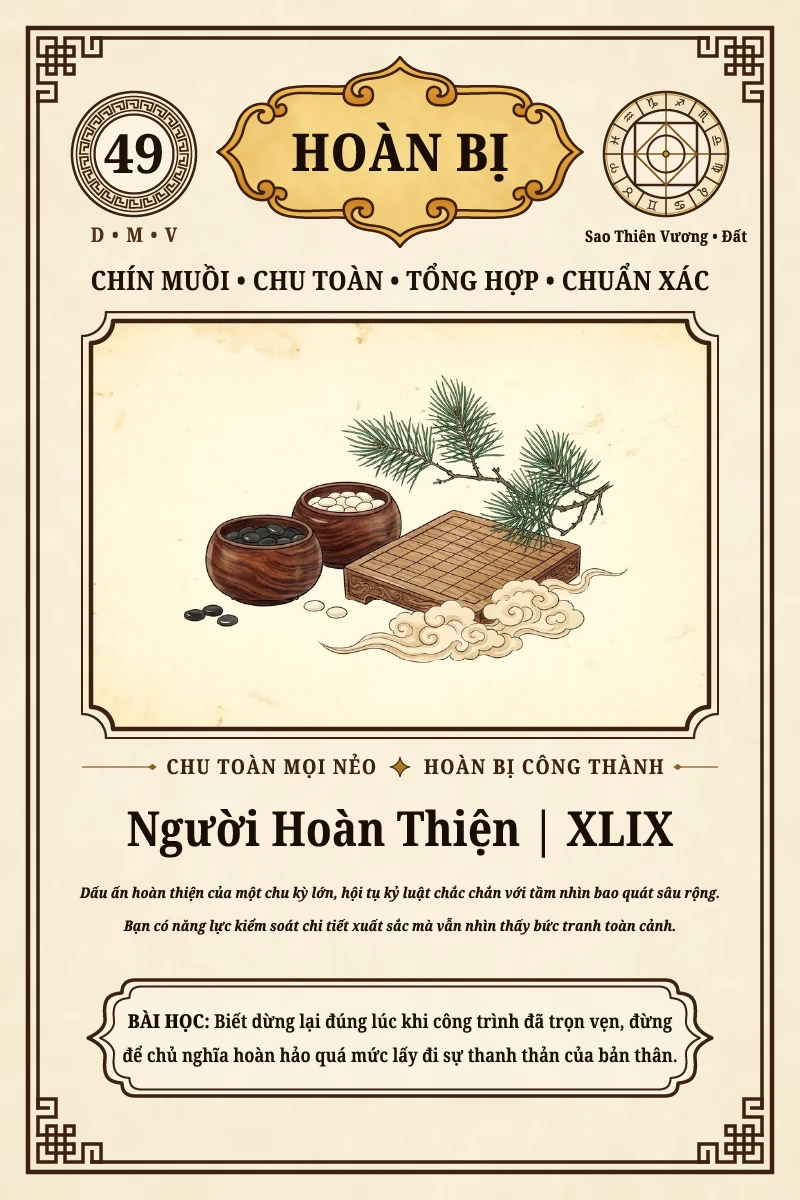 49
HOÀN BỊ
D • M • V
Sao Thiên Vương • Đất
CHÍN MUỒI • CHU TOÀN • TỔNG HỢP • CHUẨN XÁC
CHU TOÀN MỌI NẺO ✦ HOÀN BỊ CÔNG THÀNH
Người Hoàn Thiện | XLIX
Dấu ấn hoàn thiện của một chu kỳ lớn, hội tụ kỷ luật chắc chắn với tầm nhìn bao quát sâu rộng.
Bạn có năng lực kiểm soát chi tiết xuất sắc mà vẫn nhìn thấy bức tranh toàn cảnh.
BÀI HỌC: Biết dừng lại đúng lúc khi công trình đã trọn vẹn, đừng
để chủ nghĩa hoàn hảo quá mức lấy đi sự thanh thản của bản thân.